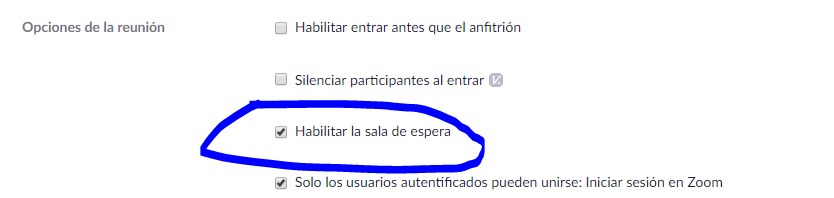 Opciones de la reunión
Habilitar entrar antes que el anfitrión
Silenciar participantes al entrar
Habilitar la sala de espera
Solo los usuarios autentificados pueden unirse: Iniciar sesión en Zoom